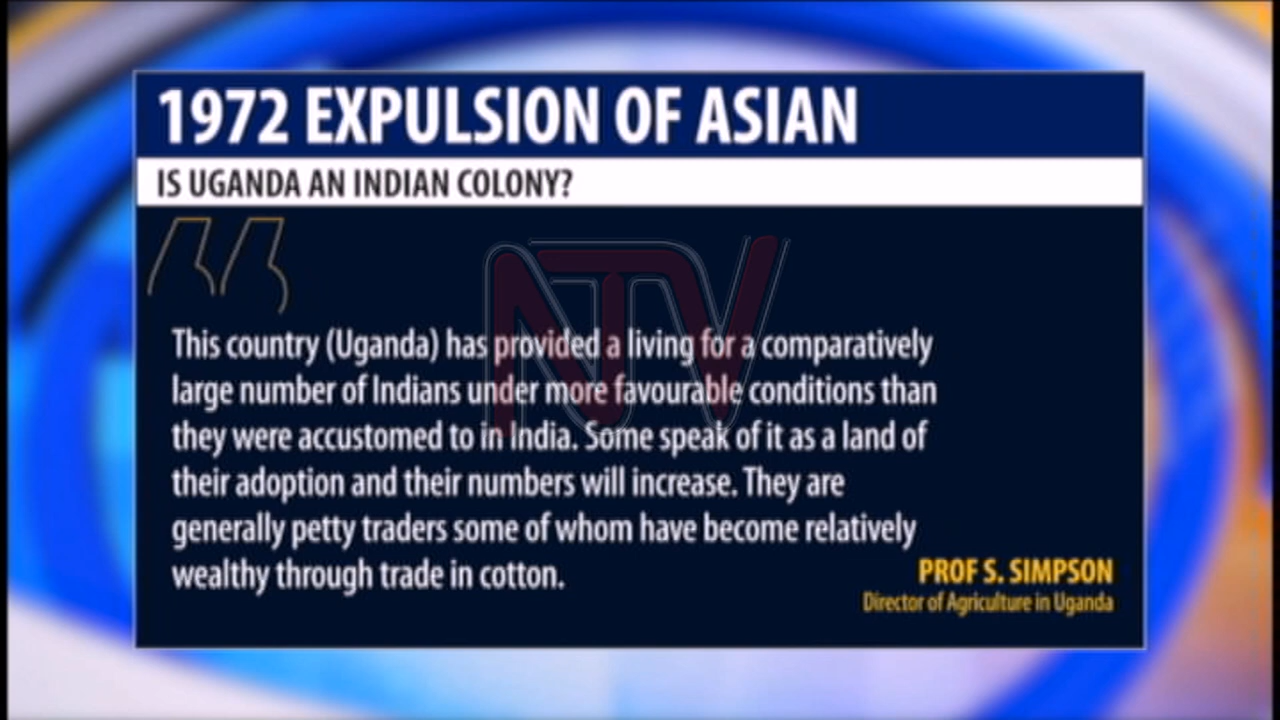 1972 EXPULSION OF ASIAN
IS UGANDA AN INDIAN COLONY?
NTV
This country (Uganda) has provided a living for a comparatively
large number of Indians under more favourable conditions than
they were accustomed to in India. Some speak of it as a land of
their adoption and their numbers will increase. They are
generally petty traders some of whom have become relatively
wealthy through trade in cotton.
PROF S. SIMPSON
Director of Agriculture in Uganda